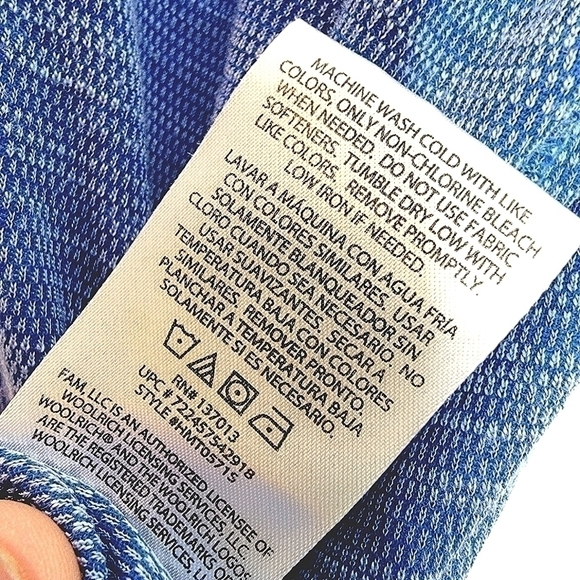 MACHINE WASH COLD WITH LIKE
COLORS, ONLY NON-CHLORINE BLEACH
WHEN NEEDED. DO NOT USE FABRIC
SOFTENERS. TUMBLE DRY LOW WITH
LIKE COLORS. REMOVE PROMPTLY.
LOW IRON IF NEEDED.
LAVAR A MÁQUINA CON AGUA FRÍA
CON COLORES SIMILARES, USAR
SOLAMENTE BLANQUEADOR SIN
CLORO CUANDO SEA NECESARIO NO
USAR SUAVIZANTES, SECAR A
TEMPERATURA BAJA CON COLORES
SIMILARES, REMOVER PRONTO.
PLANCHAR A TEMPERATURA BAJA
SOLAMENTE SI ES NECESARIO.
RN# 137013
UPC # 722457542918
STYLE #HMT0571S
FAM, LLC IS AN AUTHORIZED LICENSEE OF
WOOLRICH LICENSING SERVICES, LLC.
WOOLRICH® AND THE WOOLRICH LOGOS
ARE THE REGISTERED TRADEMARKS OF
WOOLRICH LICENSING SERVICES, LLC